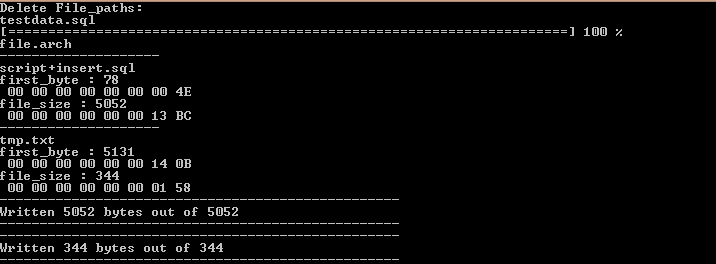 Delete File_paths:
testdata.sql
[======================================================================] 100 %
file.arch
--------------------
script+insert.sql
first_byte : 78
00 00 00 00 00 00 00 4E
file_size : 5052
00 00 00 00 00 00 13 BC
--------------------
tmp.txt
first_byte : 5131
00 00 00 00 00 00 14 0B
file_size : 344
00 00 00 00 00 00 01 58
--------------------------------------------------
Written 5052 bytes out of 5052
--------------------------------------------------
--------------------------------------------------
Written 344 bytes out of 344
--------------------------------------------------